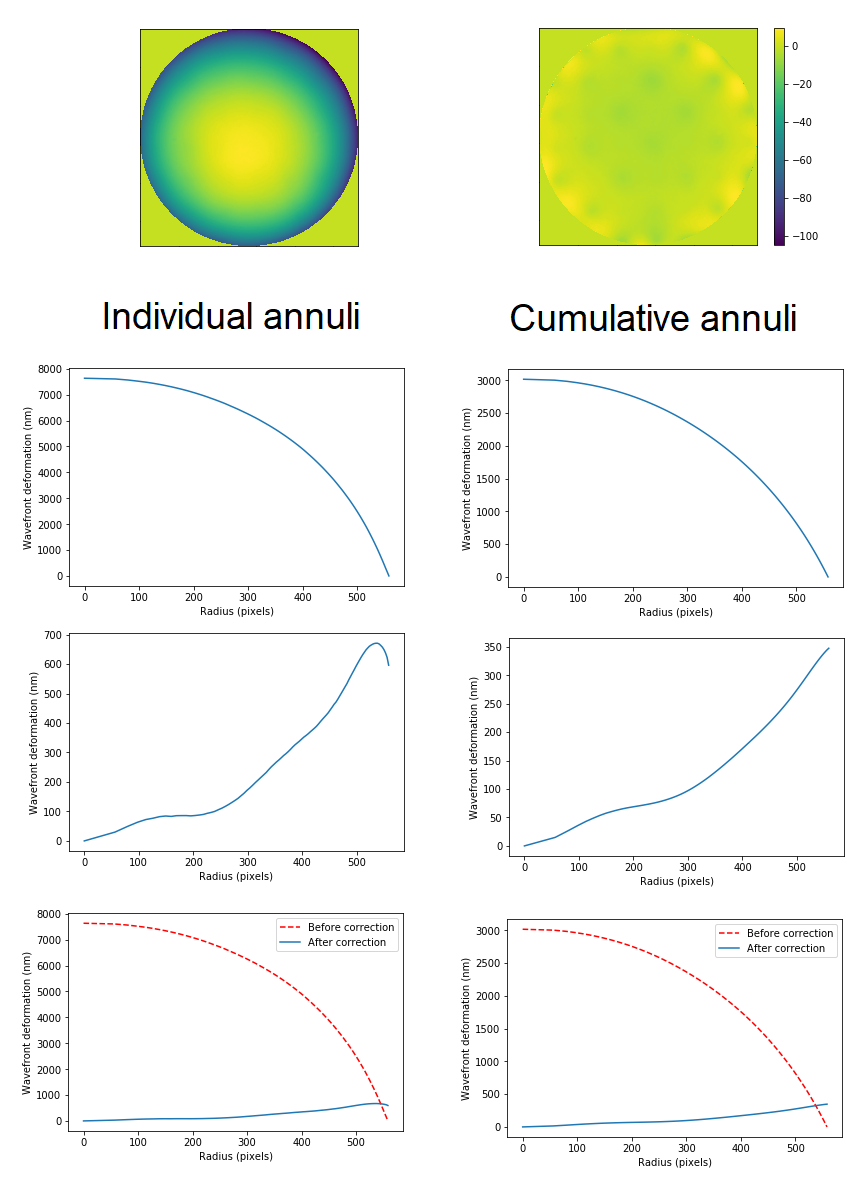 0
−20
−40
−60
−80
−100
Individual annuli
Cumulative annuli
8000
7000
6000
5000
4000
3000
2000
1000
0
Wavefront deformation (nm)
0 100 200 300 400 500
Radius (pixels)
3000
2500
2000
1500
1000
500
0
Wavefront deformation (nm)
0 100 200 300 400 500
Radius (pixels)
700
600
500
400
300
200
100
0
Wavefront deformation (nm)
0 100 200 300 400 500
Radius (pixels)
350
300
250
200
150
100
50
0
Wavefront deformation (nm)
0 100 200 300 400 500
Radius (pixels)
8000
7000
6000
5000
4000
3000
2000
1000
0
Wavefront deformation (nm)
Before correction
After correction
0 100 200 300 400 500
Radius (pixels)
3000
2500
2000
1500
1000
500
0
Wavefront deformation (nm)
Before correction
After correction
0 100 200 300 400 500
Radius (pixels)